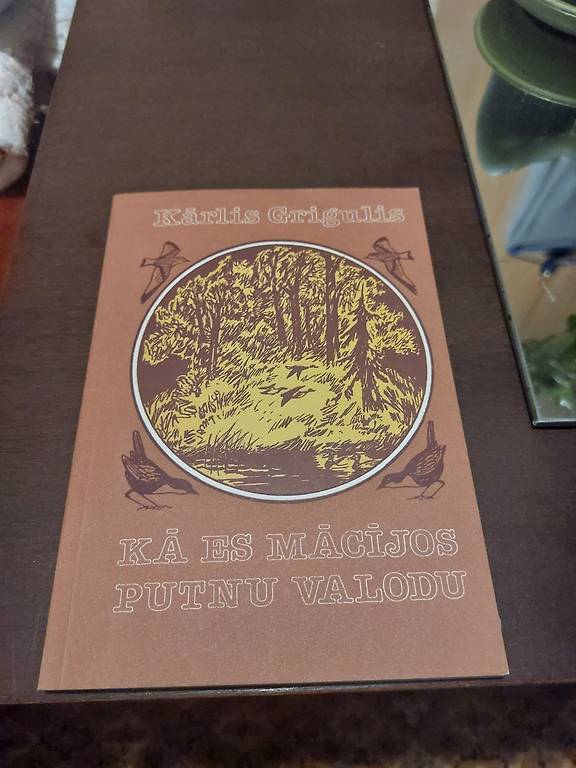 Kārlis Grigulis
KĀ ES MĀCĪJOS
PUTNU VALODU